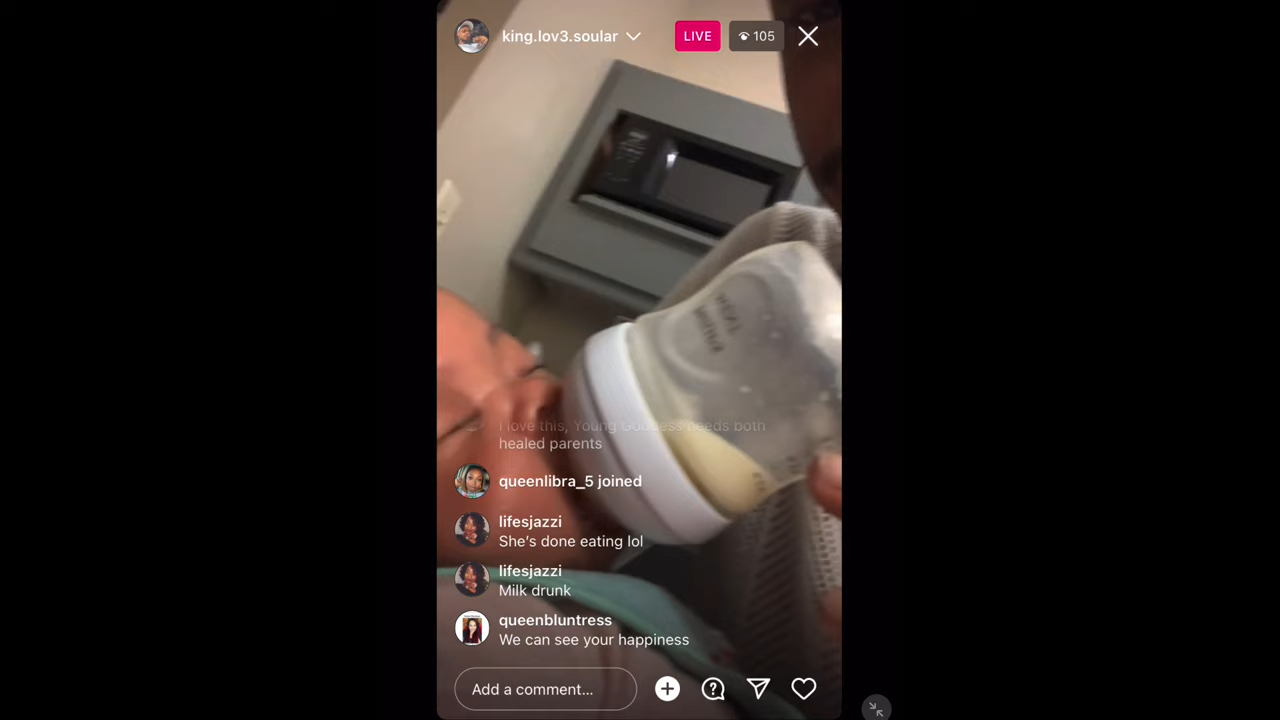 king.lov3.soular
LIVE
105
I love this, Young Goddess needs both
healed parents
queenlibra_5 joined
lifesjazzi
She's done eating lol
lifesjazzi
Milk drunk
queenbluntress
We can see your happiness
Add a comment...